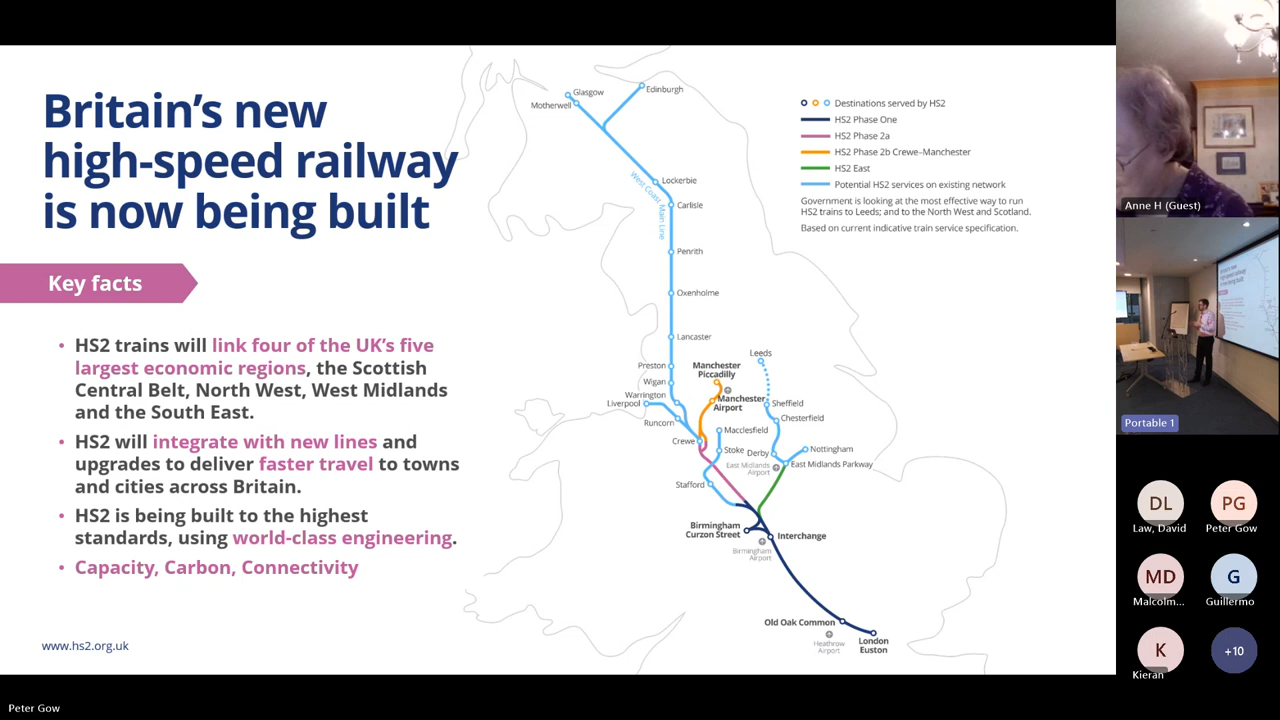 Britain's new
high-speed railway
is now being built
Key facts
• HS2 trains will link four of the UK's five
largest economic regions, the Scottish
Central Belt, North West, West Midlands
and the South East.
• HS2 will integrate with new lines and
upgrades to deliver faster travel to towns
and cities across Britain.
• HS2 is being built to the highest
standards, using world-class engineering.
• Capacity, Carbon, Connectivity
www.hs2.org.uk
Glasgow
Edinburgh
Motherwell
Lockerbie
West Coast Main Line
Carlisle
Penrith
Oxenholme
Lancaster
Leeds
Preston
Manchester
Piccadilly
Wigan
Warrington
Liverpool
Manchester
Airport
Sheffield
Runcorn
Chesterfield
Macclesfield
Crewe
Stoke
Derby
Nottingham
East Midlands
Airport
East Midlands Parkway
Stafford
Birmingham
Curzon Street
Interchange
Birmingham
Airport
Old Oak Common
Heathrow
Airport
London
Euston
Destinations served by HS2
HS2 Phase One
HS2 Phase 2a
HS2 Phase 2b Crewe–Manchester
HS2 East
Potential HS2 services on existing network
Government is looking at the most effective way to run
HS2 trains to Leeds; and to the North West and Scotland.
Based on current indicative train service specification.
Anne H (Guest)
Portable 1
DL
Law, David
PG
Peter Gow
MD
Malcolm...
G
Guillermo
K
Kieran
+10
Peter Gow